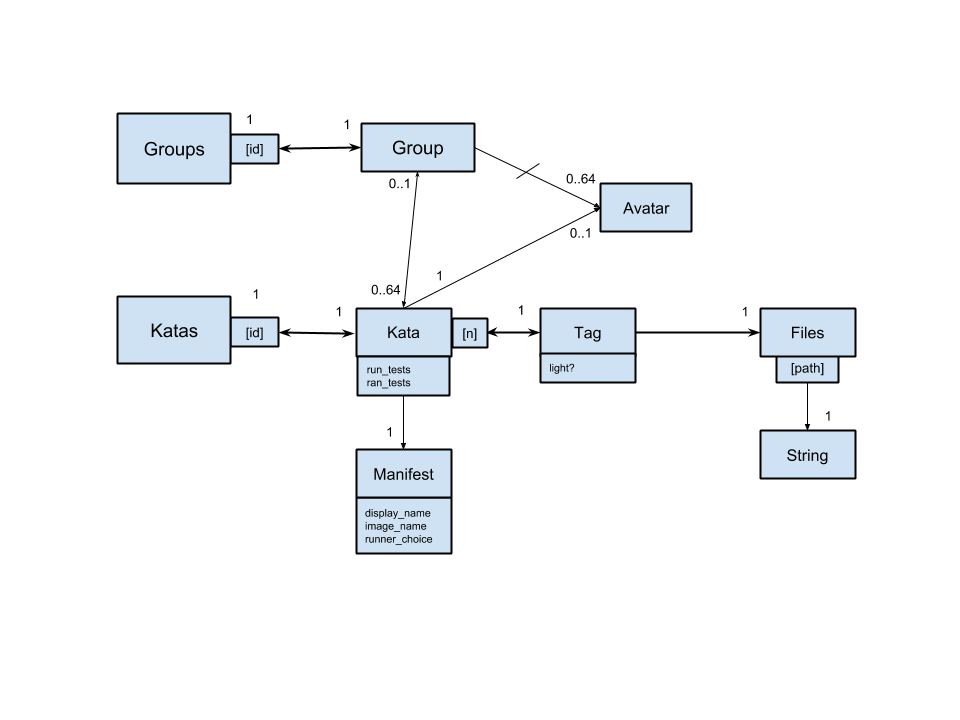 1
1
Groups
[id]
Group
0..1
0..64
Avatar
0..1
1
0..64
1
1
1
1
Katas
[id]
Kata
[n]
Tag
Files
run_tests
ran_tests
light?
[path]
1
1
Manifest
String
display_name
image_name
runner_choice